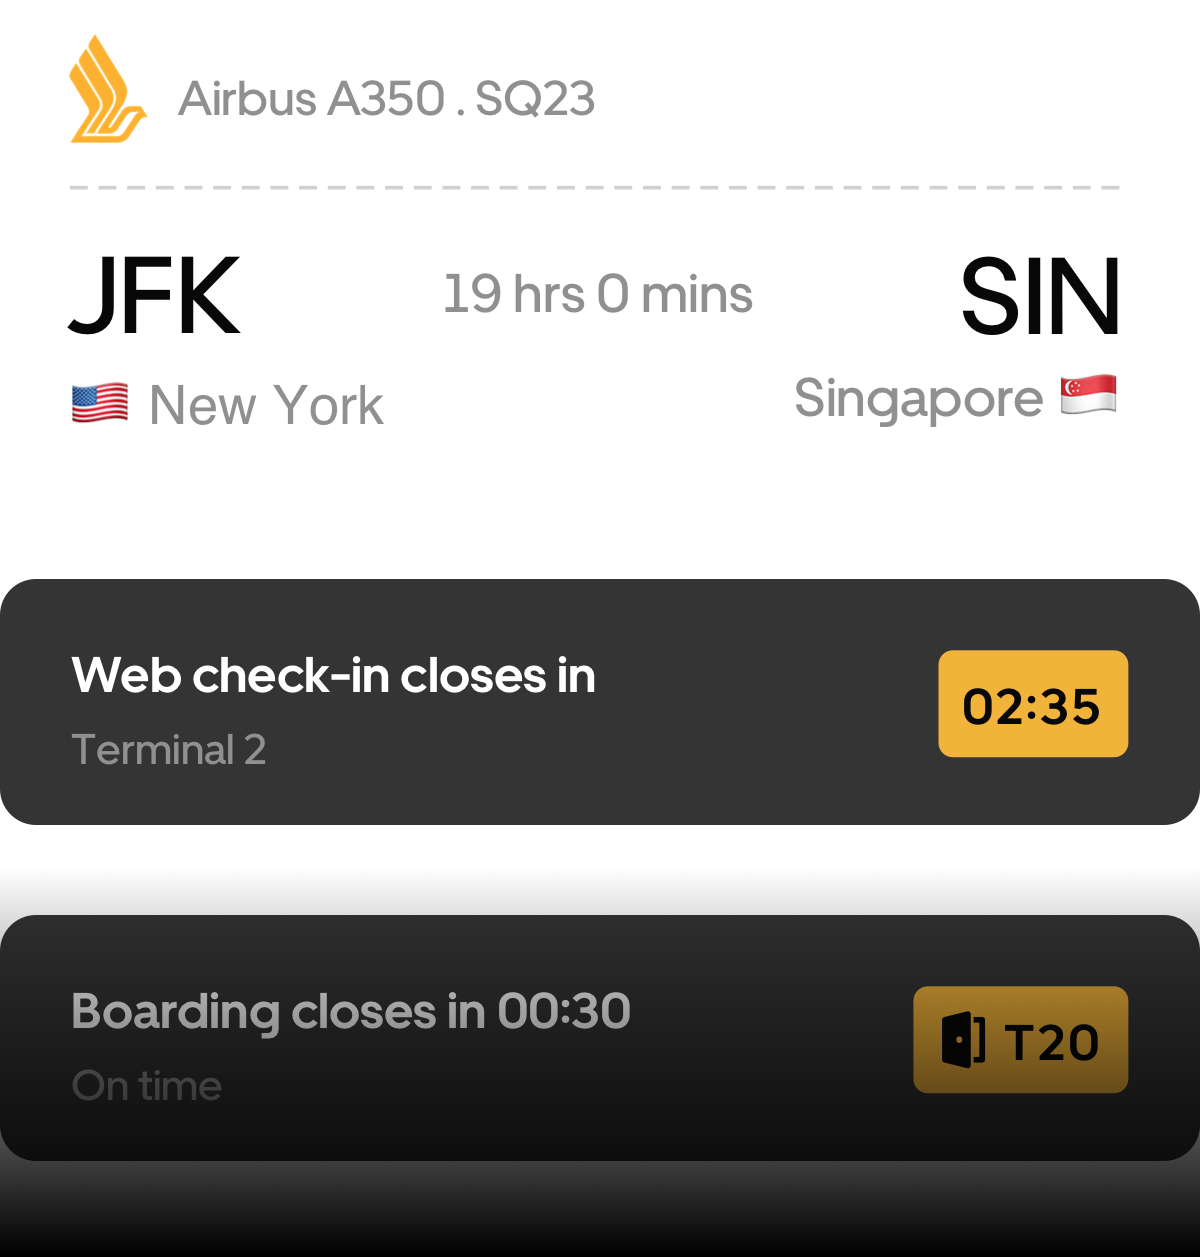 Airbus A350 . SQ23
JFK
19 hrs 0 mins
SIN
New York
Singapore
Web check-in closes in
02:35
Terminal 2
Boarding closes in 00:30
T20
On time